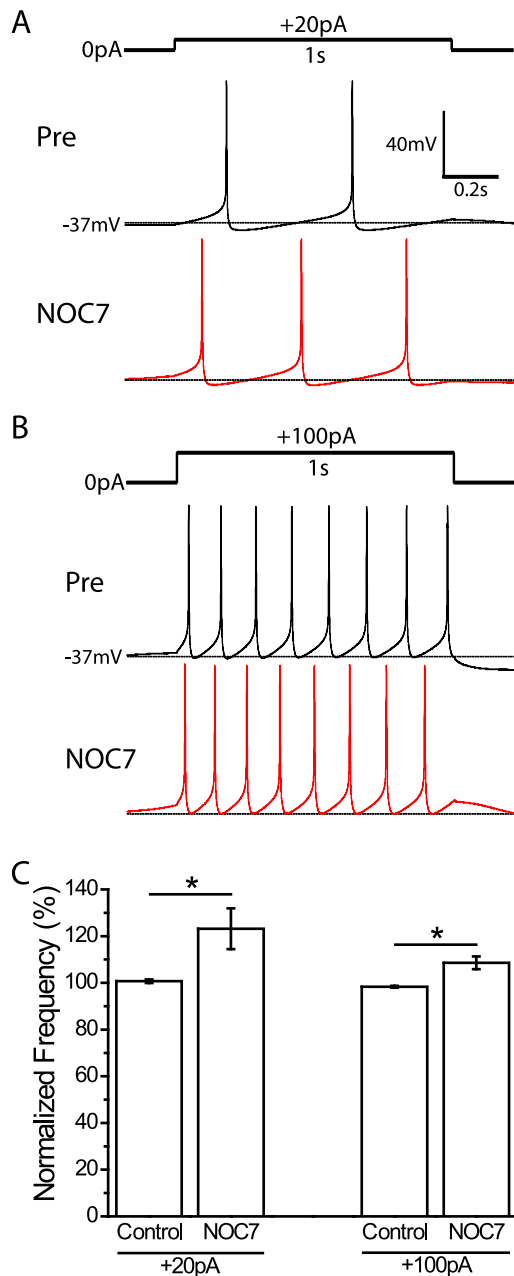 A
+20pA
0pA
1s
Pre
40mV
0.2s
-37mV
NOC7
B
+100pA
0pA
1s
Pre
-37mV
NOC7
C
Normalized Frequency (%)
140
120
100
80
60
40
20
0
*
*
Control NOC7 Control NOC7
+20pA +100pA